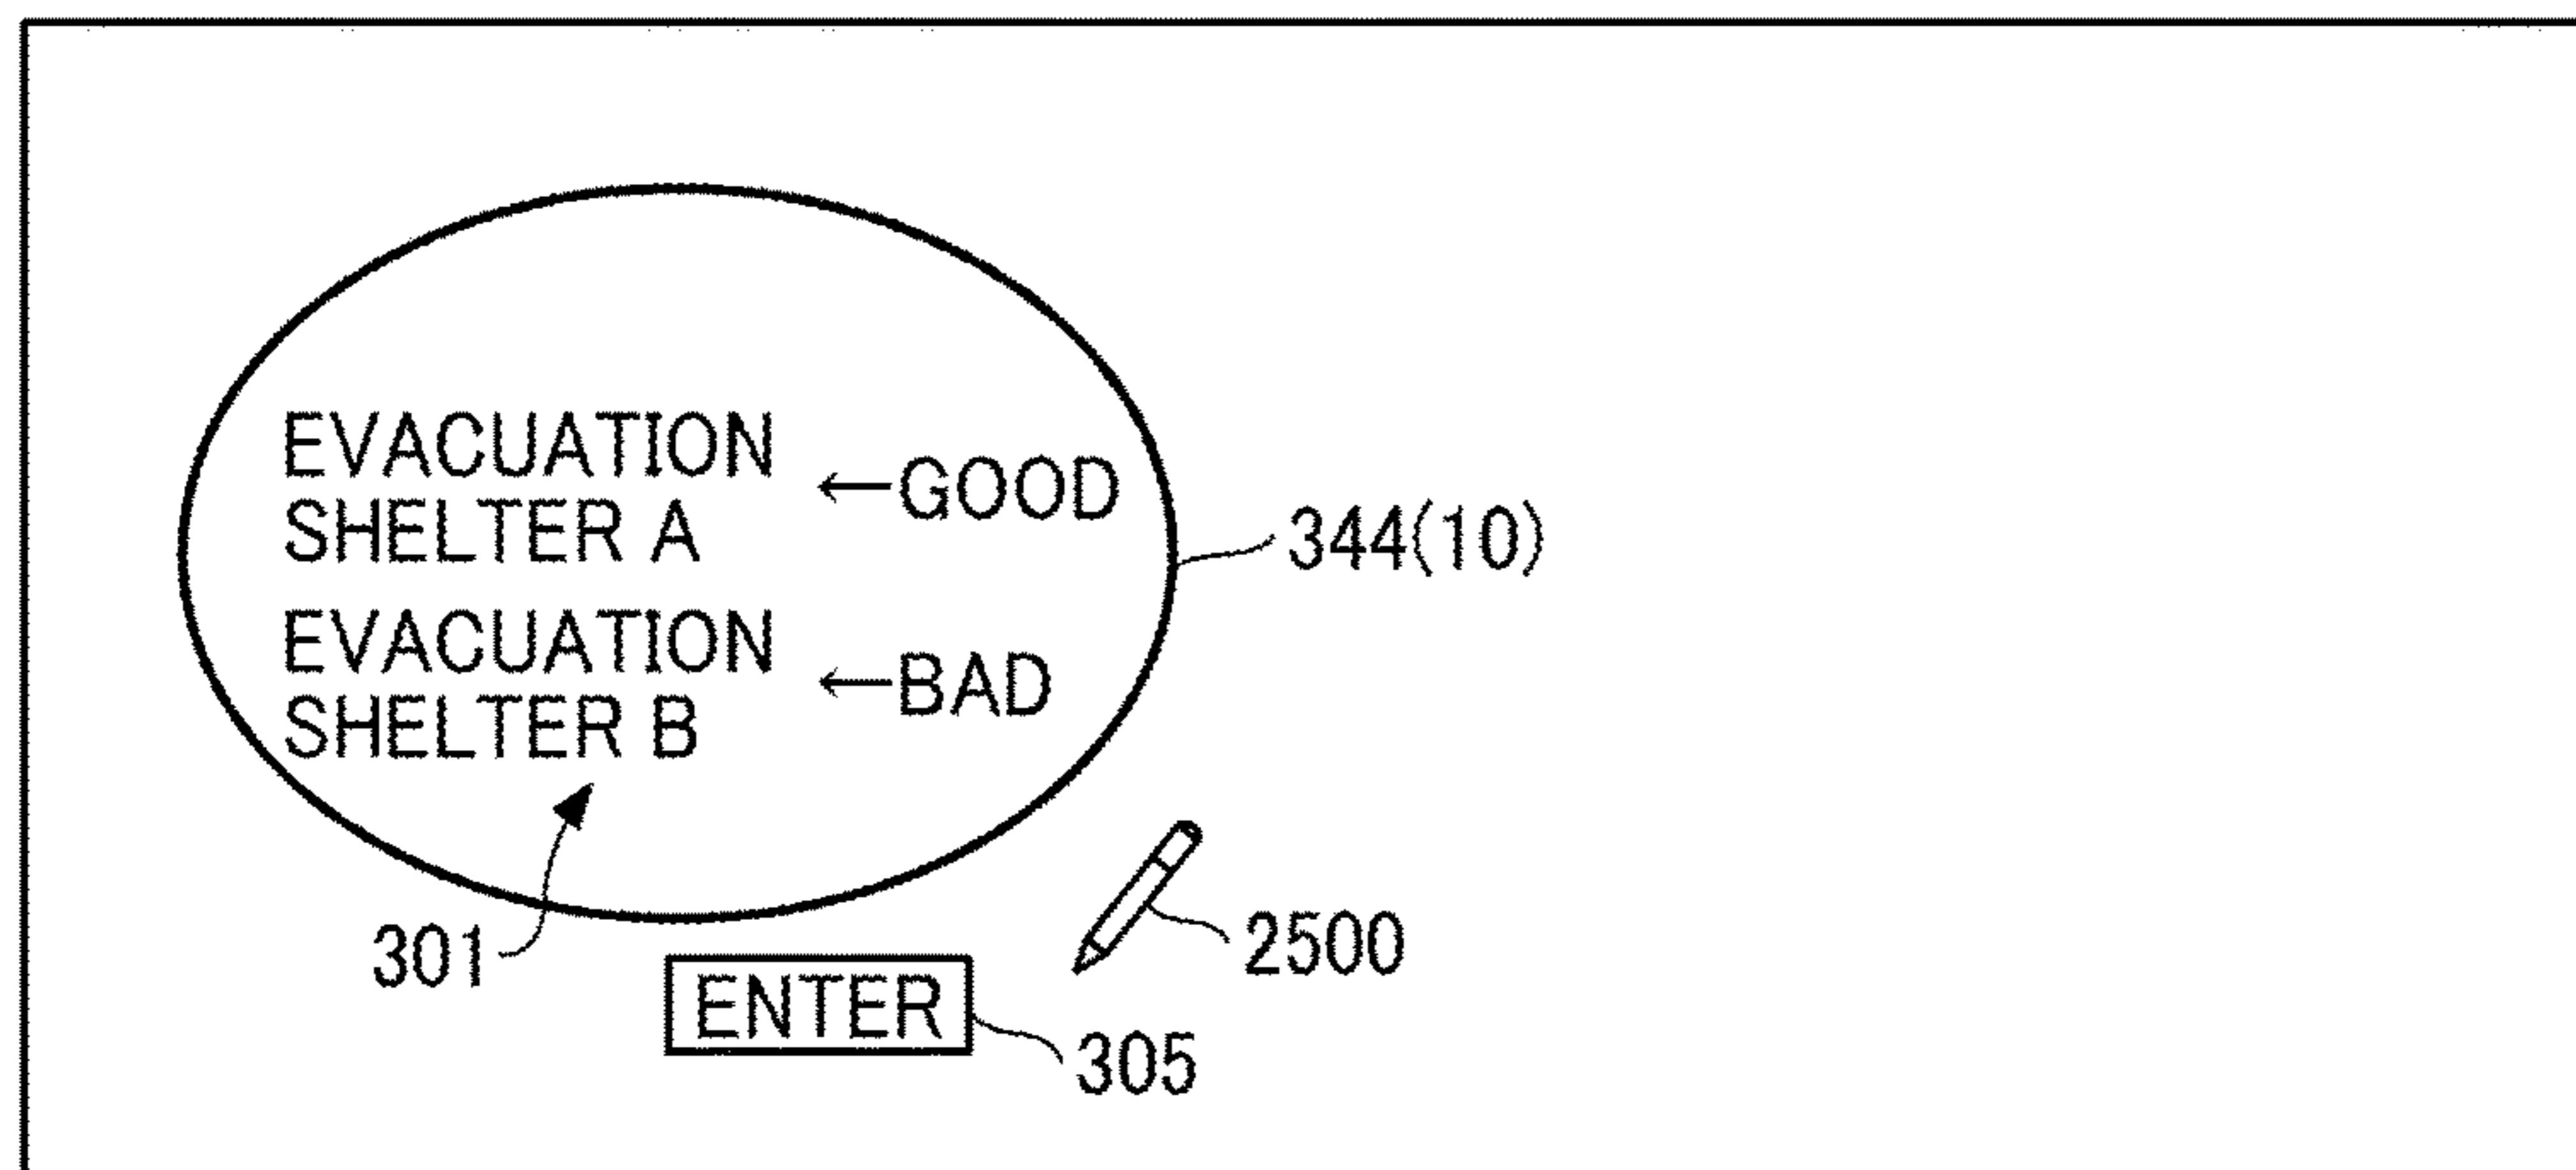 EVACUATION
SHELTER A
←GOOD
344(10)
EVACUATION
SHELTER B
←BAD
301
2500
ENTER
305